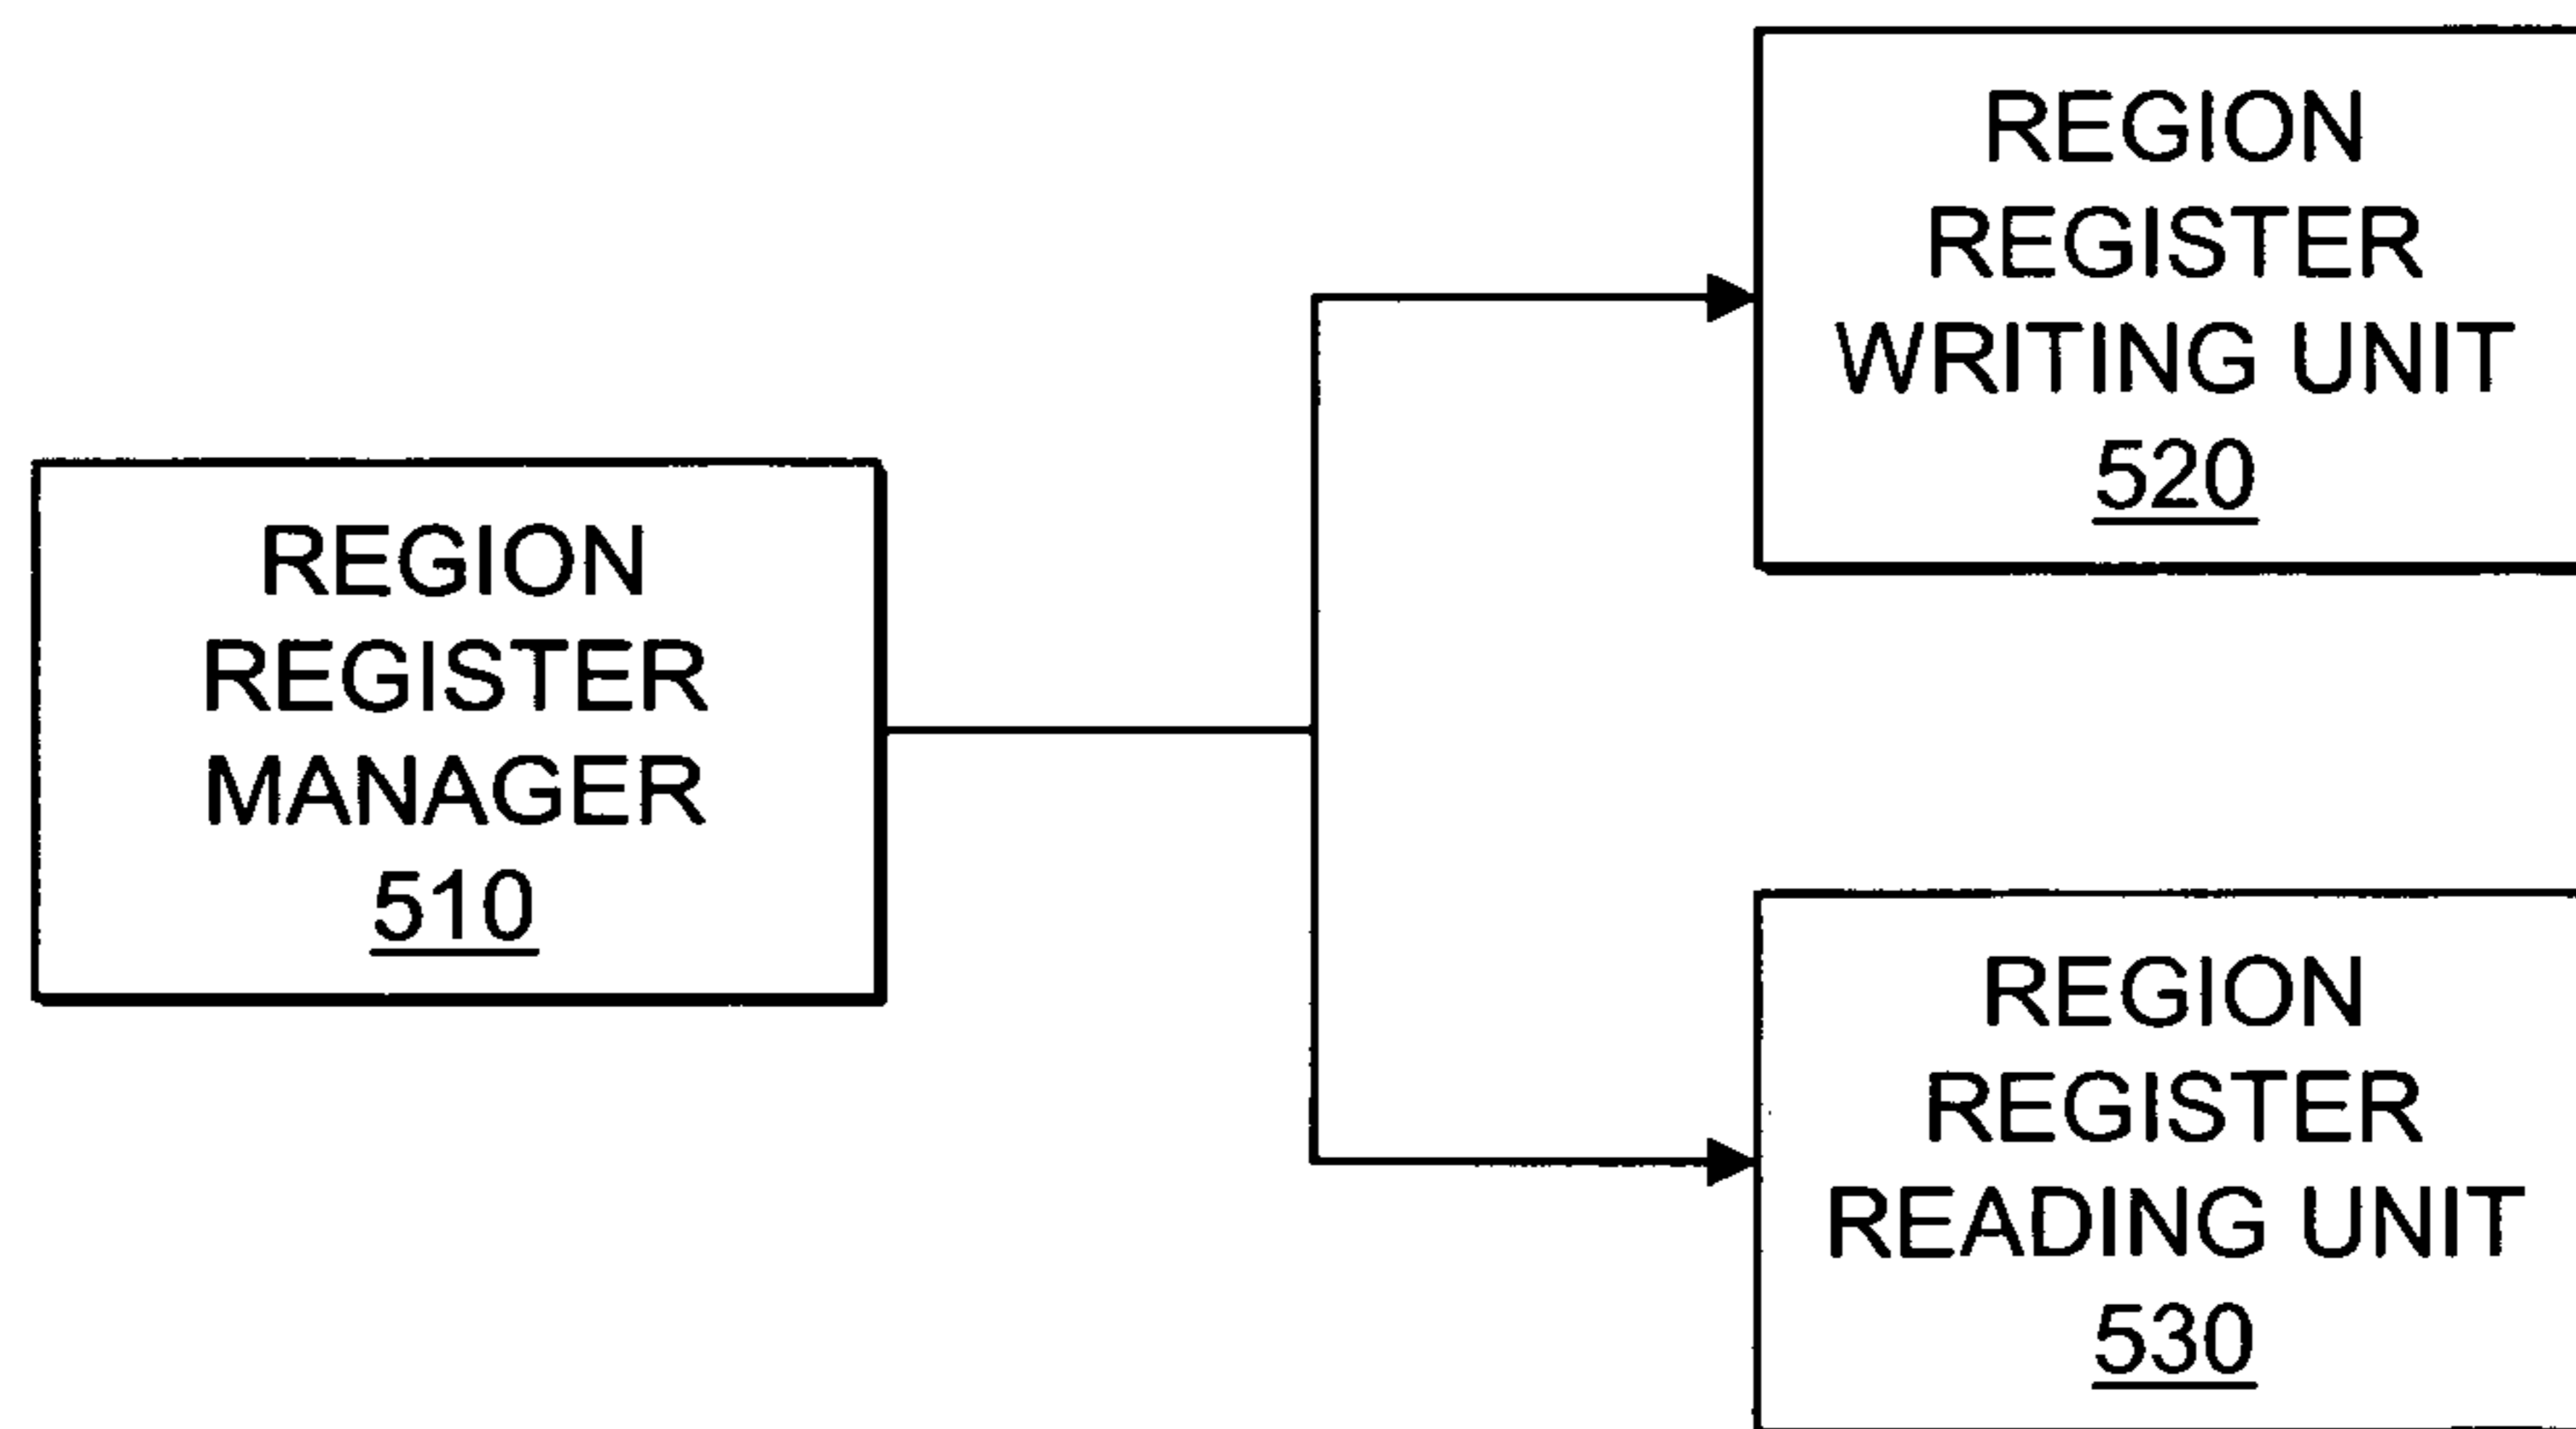 REGION
REGISTER
MANAGER
510
REGION
REGISTER
WRITING UNIT
520
REGION
REGISTER
READING UNIT
530